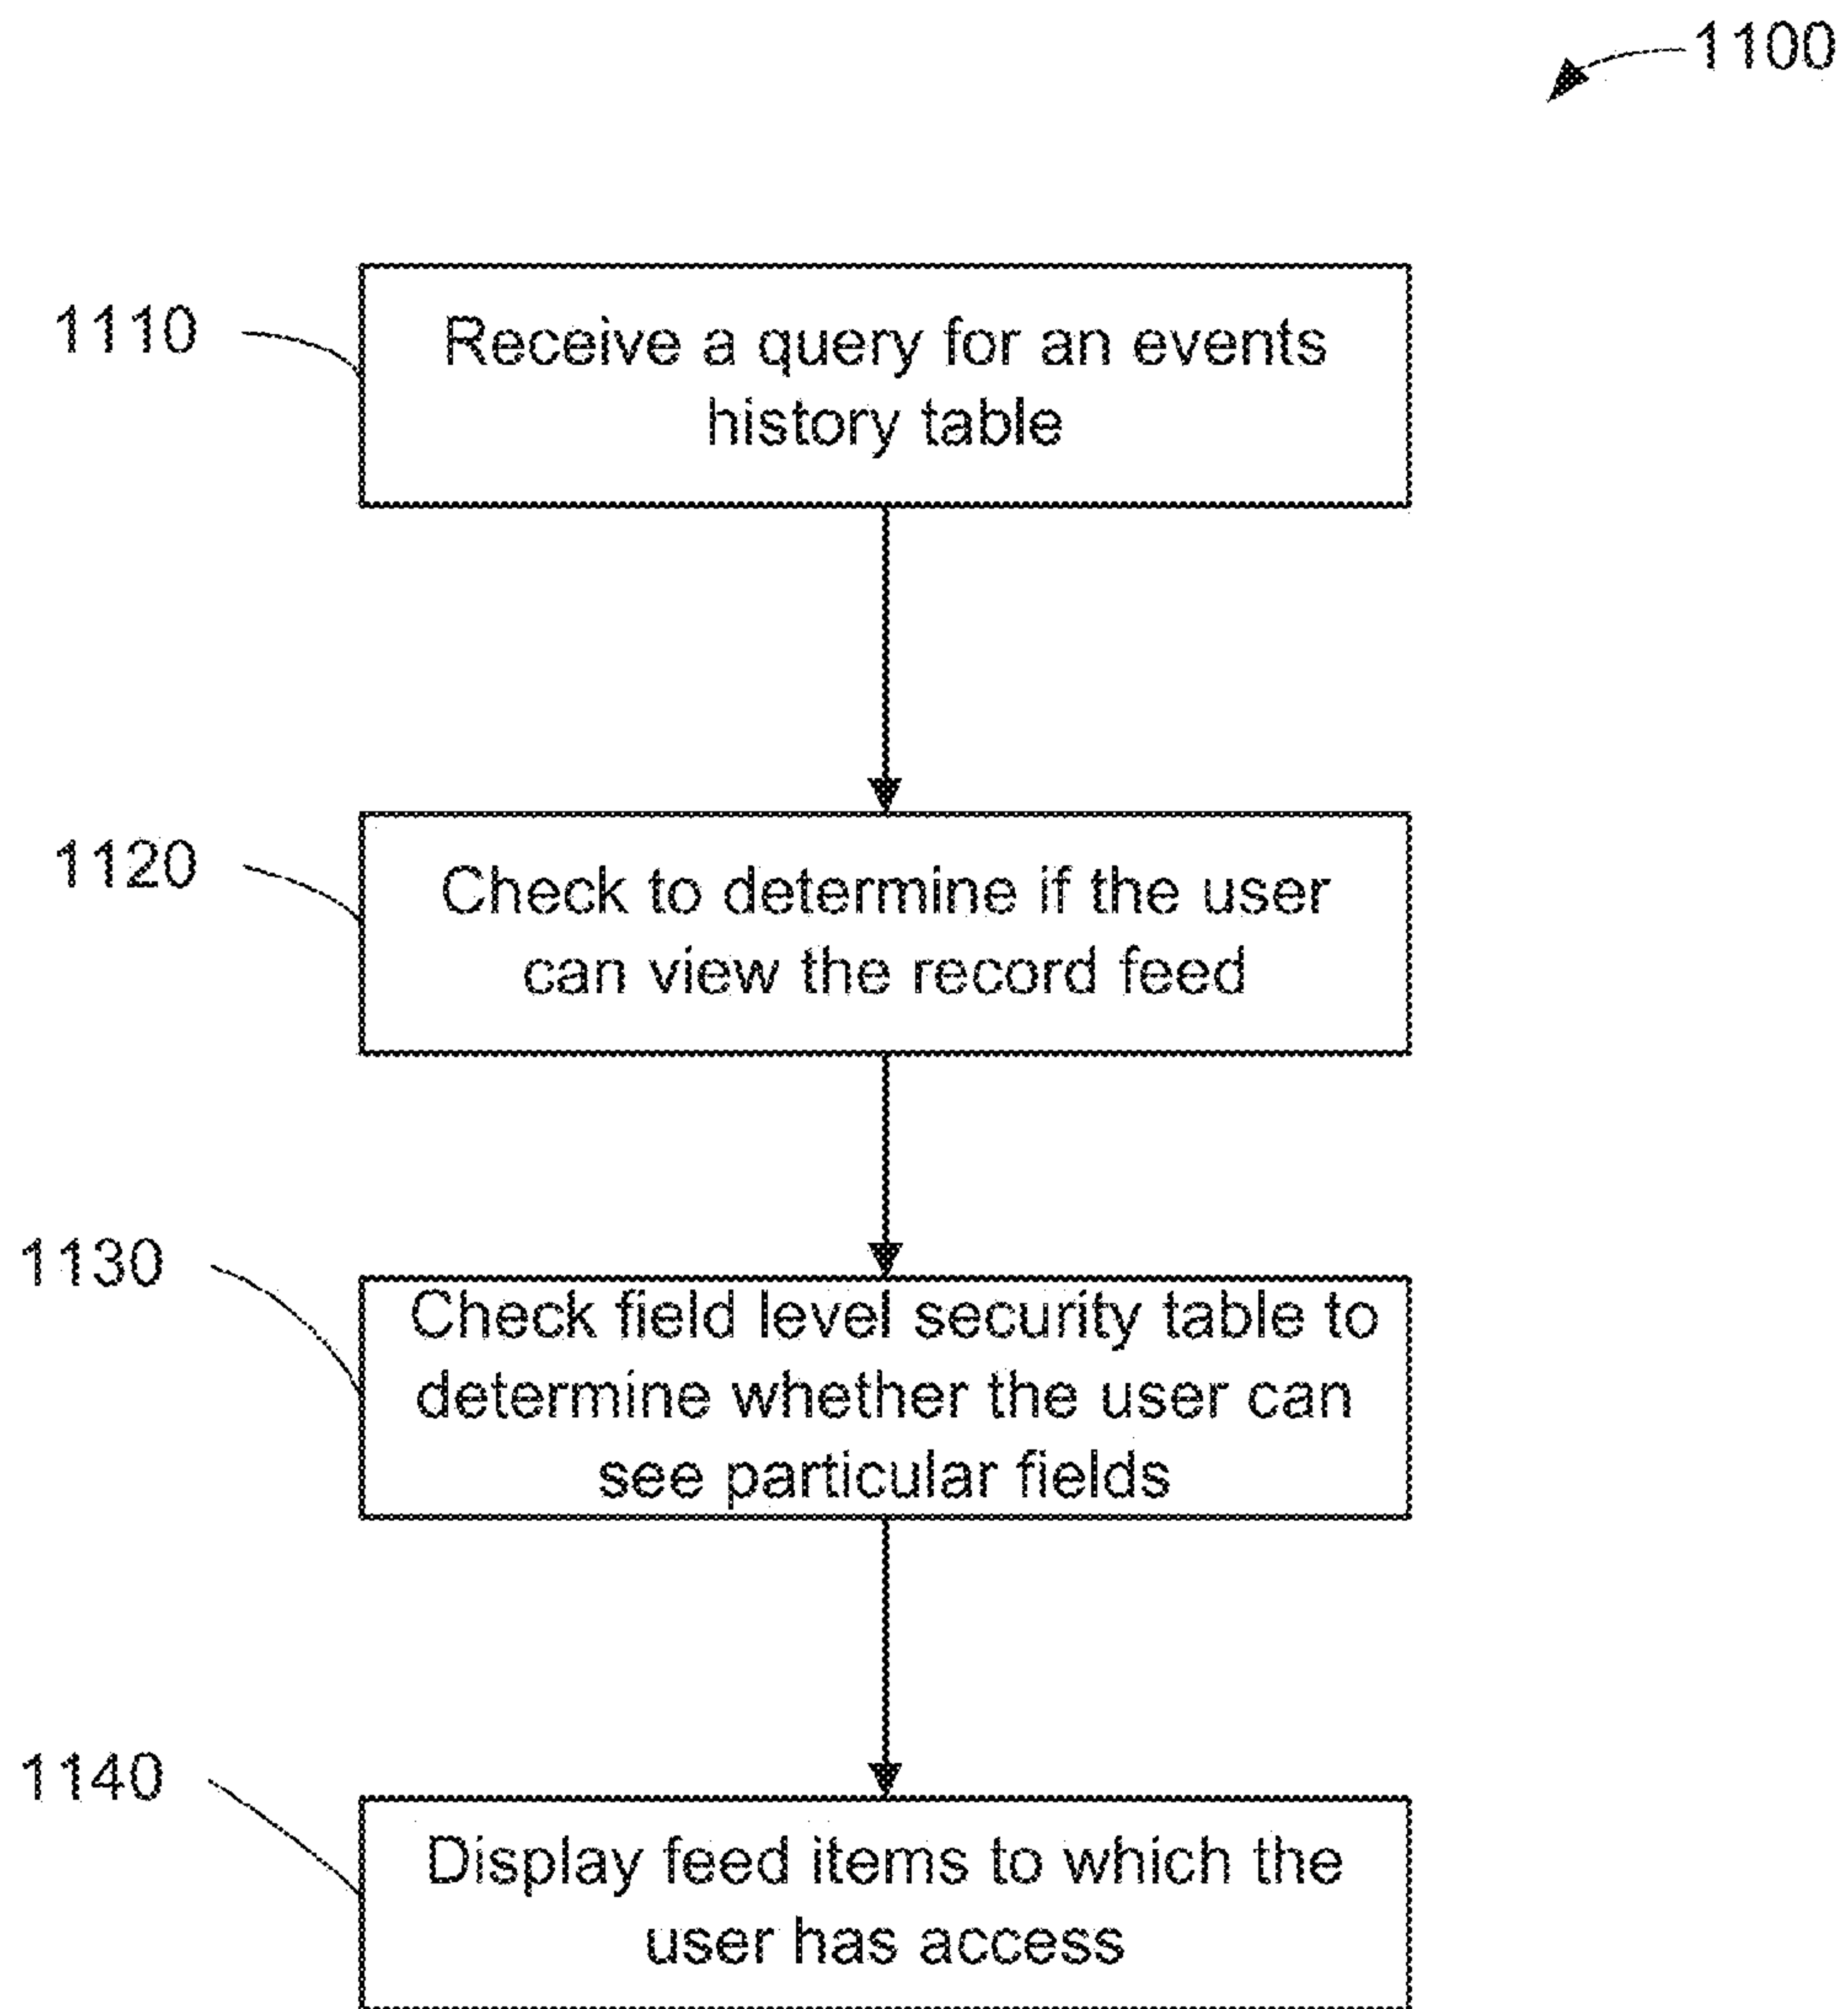 1100
1110
Receive a query for an events
history table
1120
Check to determine if the user
can view the record feed
1130
Check field level security table to
determine whether the user can
see particular fields
1140
Display feed items to which the
user has access